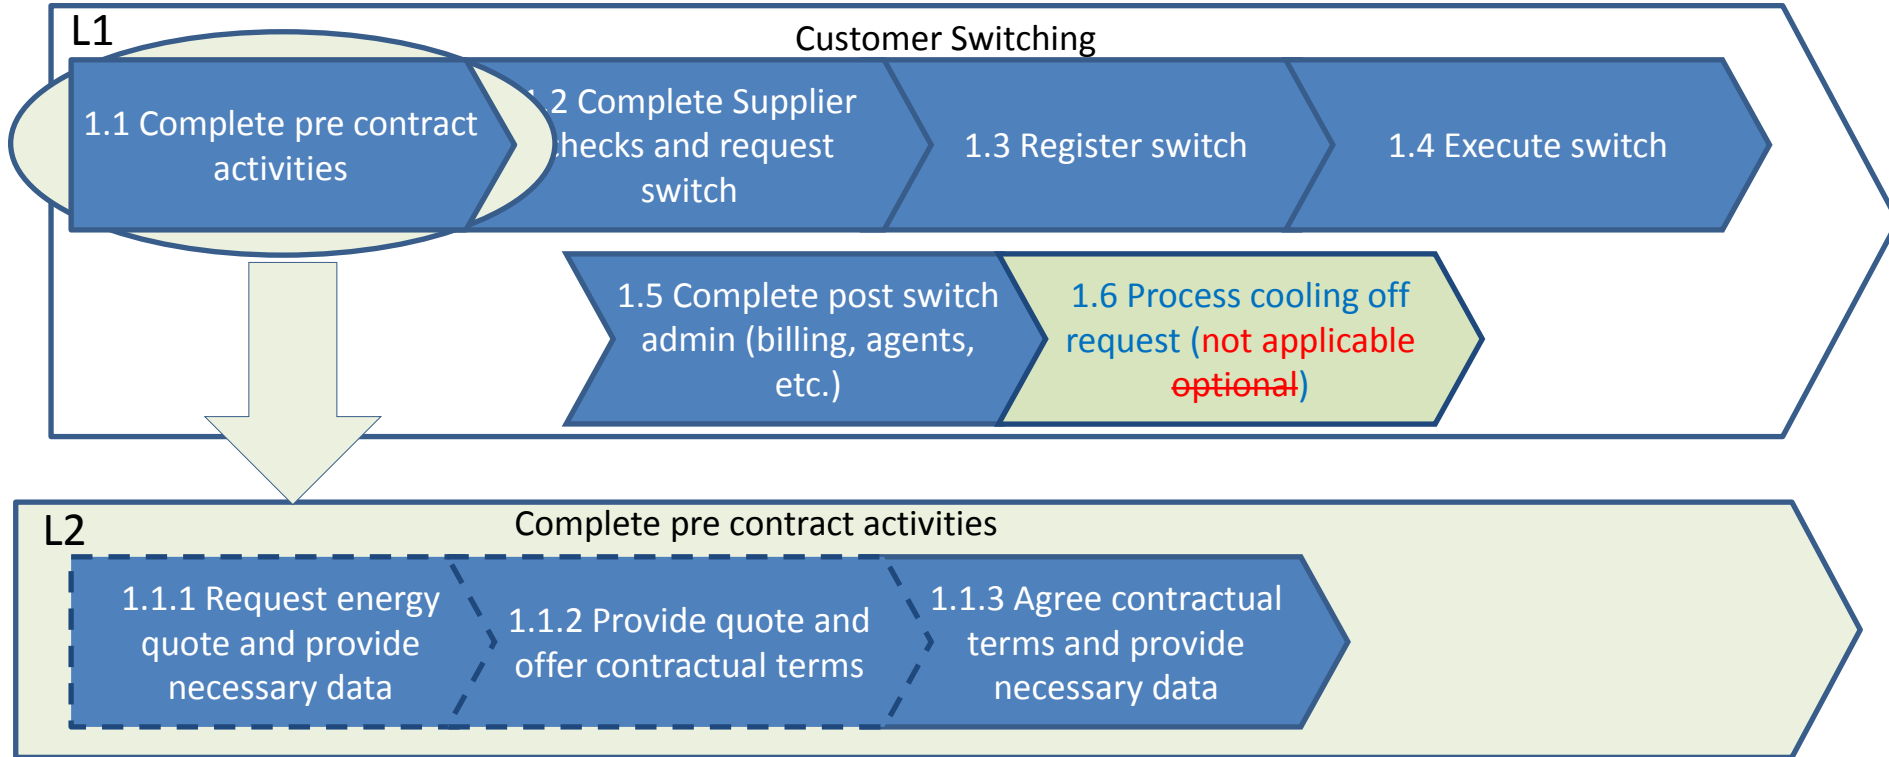 L1
Customer Switching
1.1 Complete pre contract
activities
.2 Complete Supplier
hecks and request
switch
1.3 Register switch
1.4 Execute switch
1.5 Complete post switch
admin (billing, agents,
etc.)
1.6 Process cooling off
request (not applicable
optional)
L2
Complete pre contract activities
1.1.1 Request energy
quote and provide
necessary data
1.1.2 Provide quote and
offer contractual terms
1.1.3 Agree contractual
terms and provide
necessary data